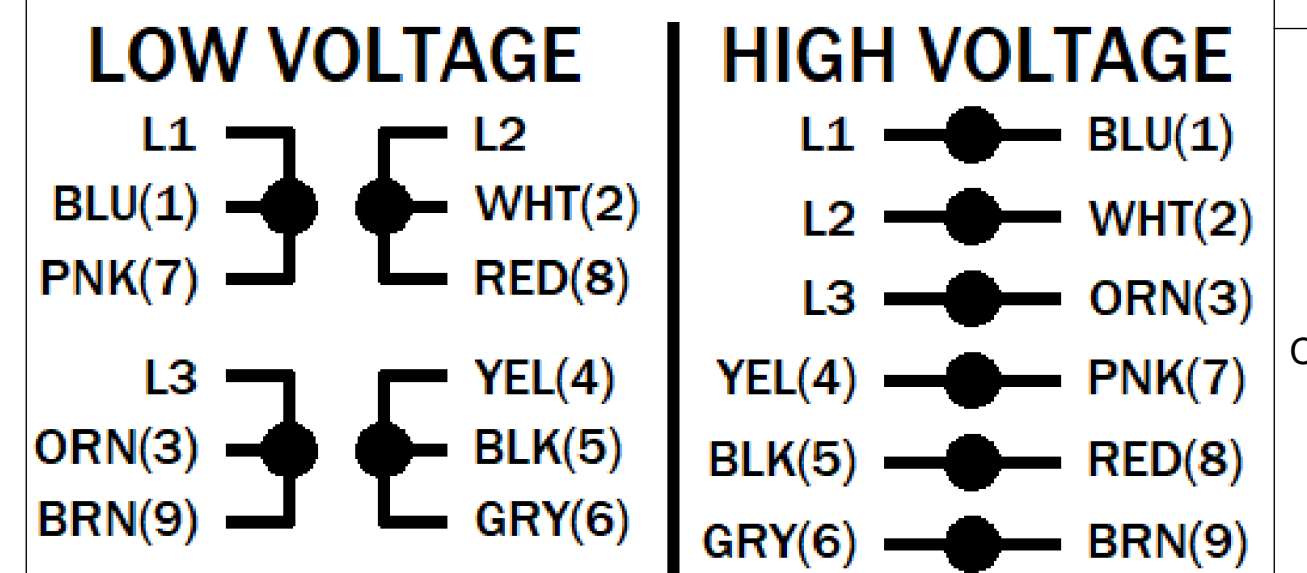 LOW VOLTAGE
L1
BLU(1)
PNK(7)
L2
WHT(2)
RED(8)
L3
ORN(3)
BRN(9)
YEL(4)
BLK(5)
GRY(6)
HIGH VOLTAGE
L1 BLU(1)
L2 WHT(2)
L3 ORN(3)
YEL(4) PNK(7)
BLK(5) RED(8)
GRY(6) BRN(9)